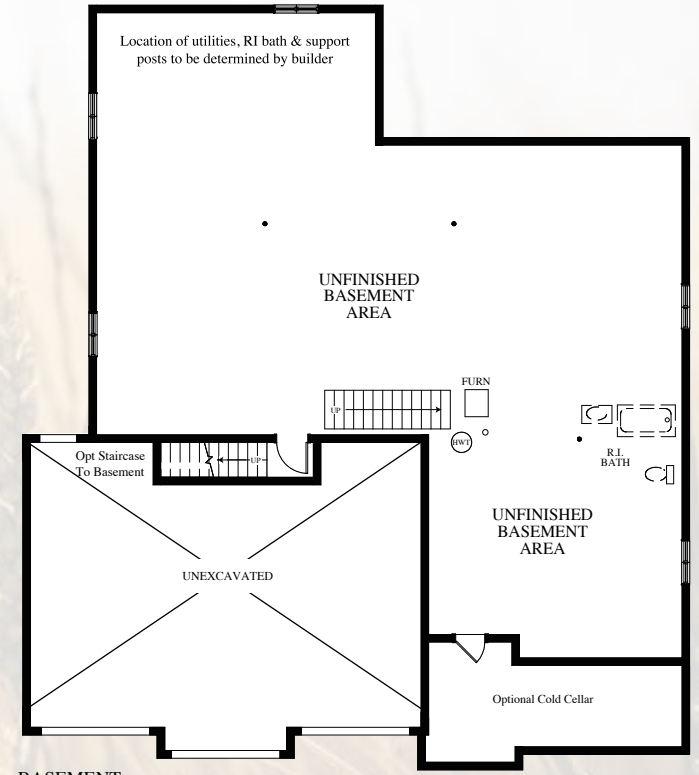 Location of utilities, RI bath & support
posts to be determined by builder
UNFINISHED
BASEMENT
AREA
FURN
UP
HWT
R.I.
BATH
Opt Staircase
To Basement
UP
UNFINISHED
BASEMENT
AREA
UNEXCAVATED
Optional Cold Cellar
BASEMENT